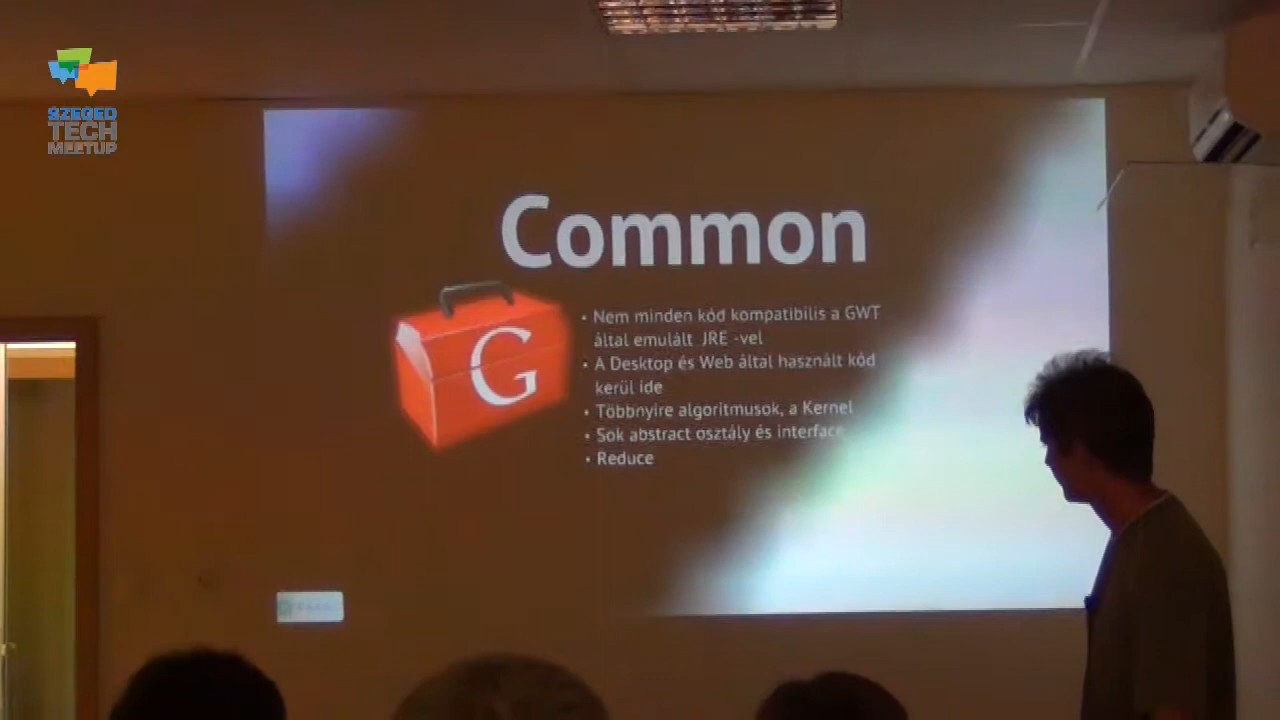 SZEGED
TECH
MEETUP
Common
G
• Nem minden kód kompatibilis a GWT
által emulált JRE -vel
• A Desktop és Web által használt kód
kerül ide
• Többnyire algoritmusok, a Kernel
• Sok abstract osztály és interface
• Reduce